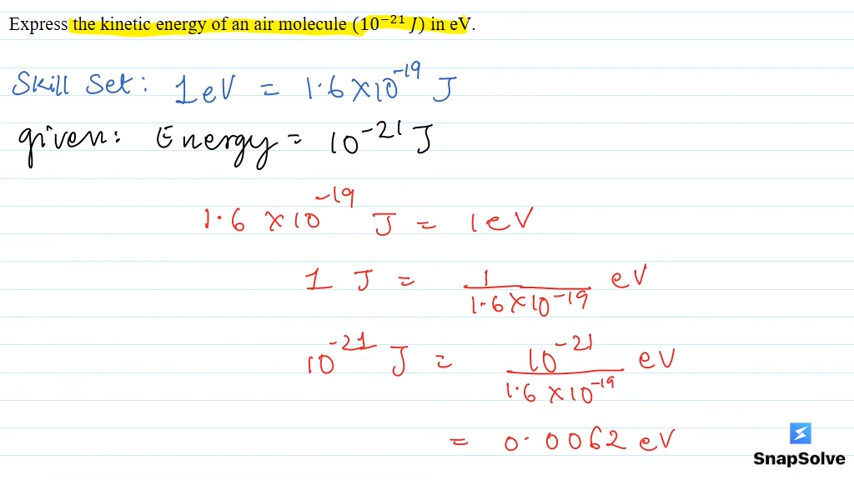 Express the kinetic energy of an air molecule (10⁻²¹ J) in eV.
Skill Set: 1eV = 1.6×10⁻¹⁹ J
given: Energy = 10⁻²¹ J
1.6 × 10⁻¹⁹ J = 1eV
1 J = 1/(1.6×10⁻¹⁹) eV
10⁻²¹ J = 10⁻²¹/(1.6×10⁻¹⁹) eV
= 0.0062 eV
SnapSolve